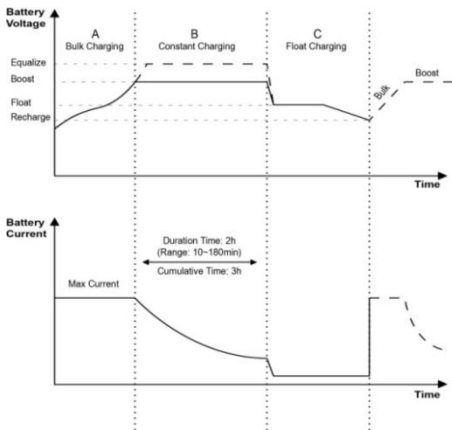 Battery
Voltage
A
Bulk Charging
B
Constant Charging
C
Float Charging
Equalize
Boost
Float
Recharge
Bulk
Boost
Time
Battery
Current
Duration Time: 2h
(Range: 10~180min)
Cumulative Time: 3h
Max Current
Time